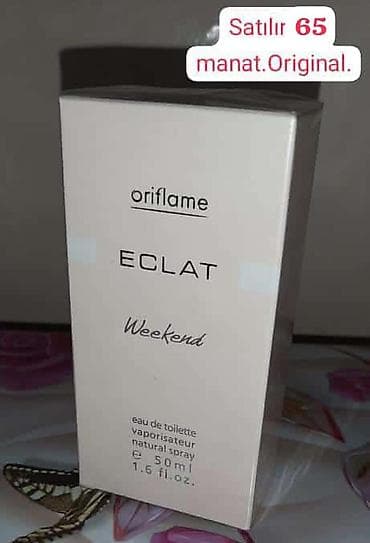 Satılır 65
manat.Original.
oriflame
ECLAT
Weekend
eau de toilette
vaporisateur
natural spray
e 50ml
1.6 fl.oz.